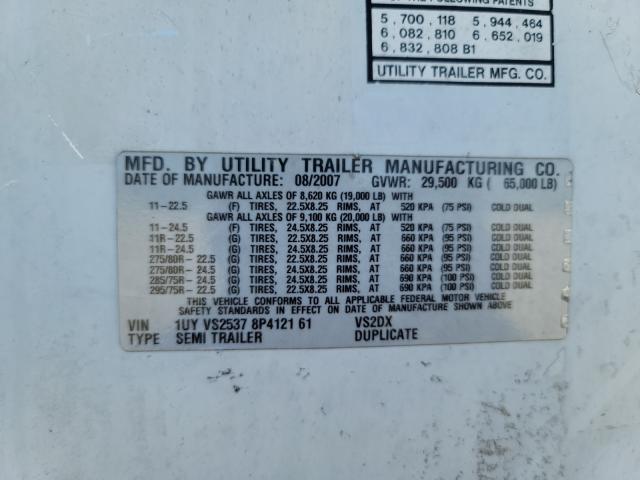 OF THE FOLLOWING PATENTS
5,700,118 5,944,464
6,082,810 6,652,019
6,832,808 B1
UTILITY TRAILER MFG. CO.
MFD. BY UTILITY TRAILER MANUFACTURING CO.
DATE OF MANUFACTURE: 08/2007 GVWR: 29,500 KG ( 65,000 LB)
GAWR ALL AXLES OF 8,620 KG (19,000 LB) WITH
11-22.5 (F) TIRES, 22.5X8.25 RIMS, AT 520 KPA (75 PSI) COLD DUAL
GAWR ALL AXLES OF 9,100 KG (20,000 LB) WITH
11-24.5 (F) TIRES, 24.5X8.25 RIMS, AT 520 KPA (75 PSI) COLD DUAL
11R-22.5 (G) TIRES, 22.5X8.25 RIMS, AT 660 KPA (95 PSI) COLD DUAL
11R-24.5 (G) TIRES, 24.5X8.25 RIMS, AT 660 KPA (95 PSI) COLD DUAL
275/80R-22.5 (G) TIRES, 22.5X8.25 RIMS, AT 660 KPA (95 PSI) COLD DUAL
275/80R-24.5 (G) TIRES, 24.5X8.25 RIMS, AT 660 KPA (95 PSI) COLD DUAL
285/75R-24.5 (G) TIRES, 24.5X8.25 RIMS, AT 690 KPA (100 PSI) COLD DUAL
295/75R-22.5 (G) TIRES, 22.5X8.25 RIMS, AT 690 KPA (100 PSI) COLD DUAL
THIS VEHICLE CONFORMS TO ALL APPLICABLE FEDERAL MOTOR VEHICLE
SAFETY STANDARDS IN EFFECT ON DATE OF MANUFACTURE SHOWN ABOVE
VIN 1UY VS2537 8P4121 61 VS2DX
TYPE SEMI TRAILER DUPLICATE